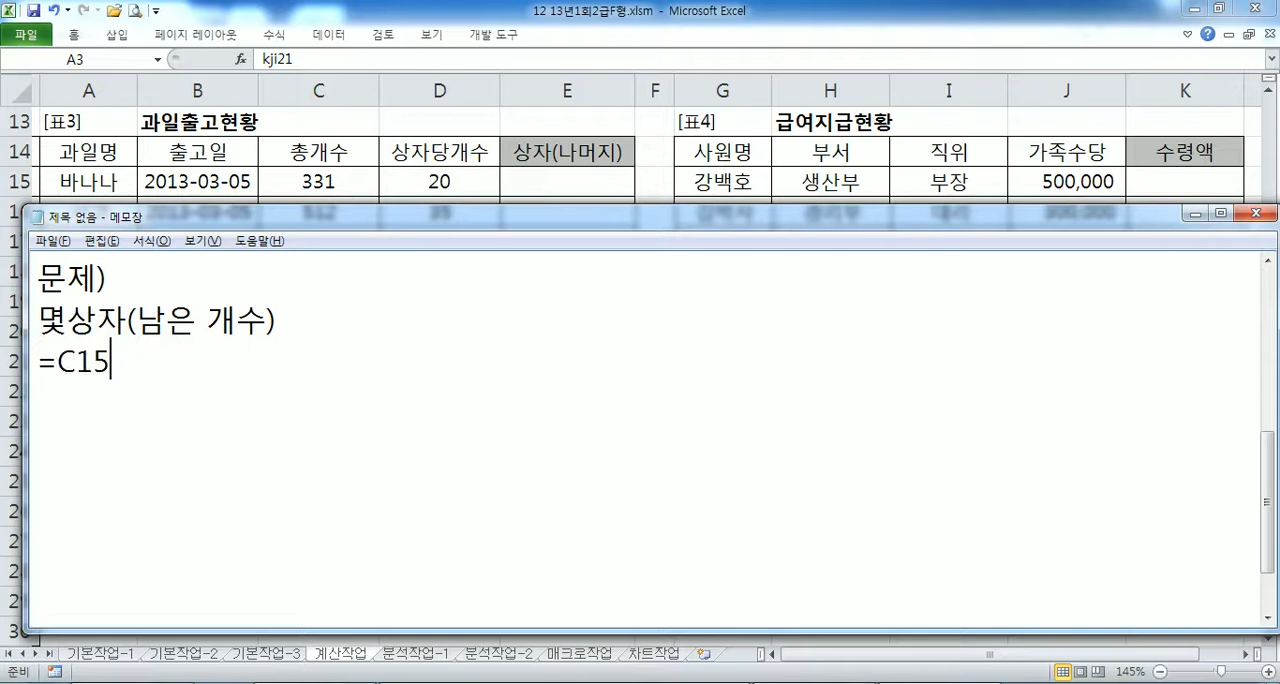 12 13년1회2급F형.xlsm - Microsoft Excel
파일 홈 삽입 페이지 레이아웃 수식 데이터 검토 보기 개발 도구
A3 fx kji21
A B C D E F G H I J K
13 [표3] 과일출고현황 [표4] 급여지급현황
14 과일명 출고일 총개수 상자당개수 상자(나머지) 사원명 부서 직위 가족수당 수령액
15 바나나 2013-03-05 331 20 강백호 생산부 부장 500,000
제목 없음 - 메모장
파일(F) 편집(E) 서식(O) 보기(V) 도움말(H)
문제)
몇상자(남은 개수)
=C15
기본작업-1 기본작업-2 기본작업-3 계산작업 분석작업-1 분석작업-2 매크로작업 차트작업
준비 145%